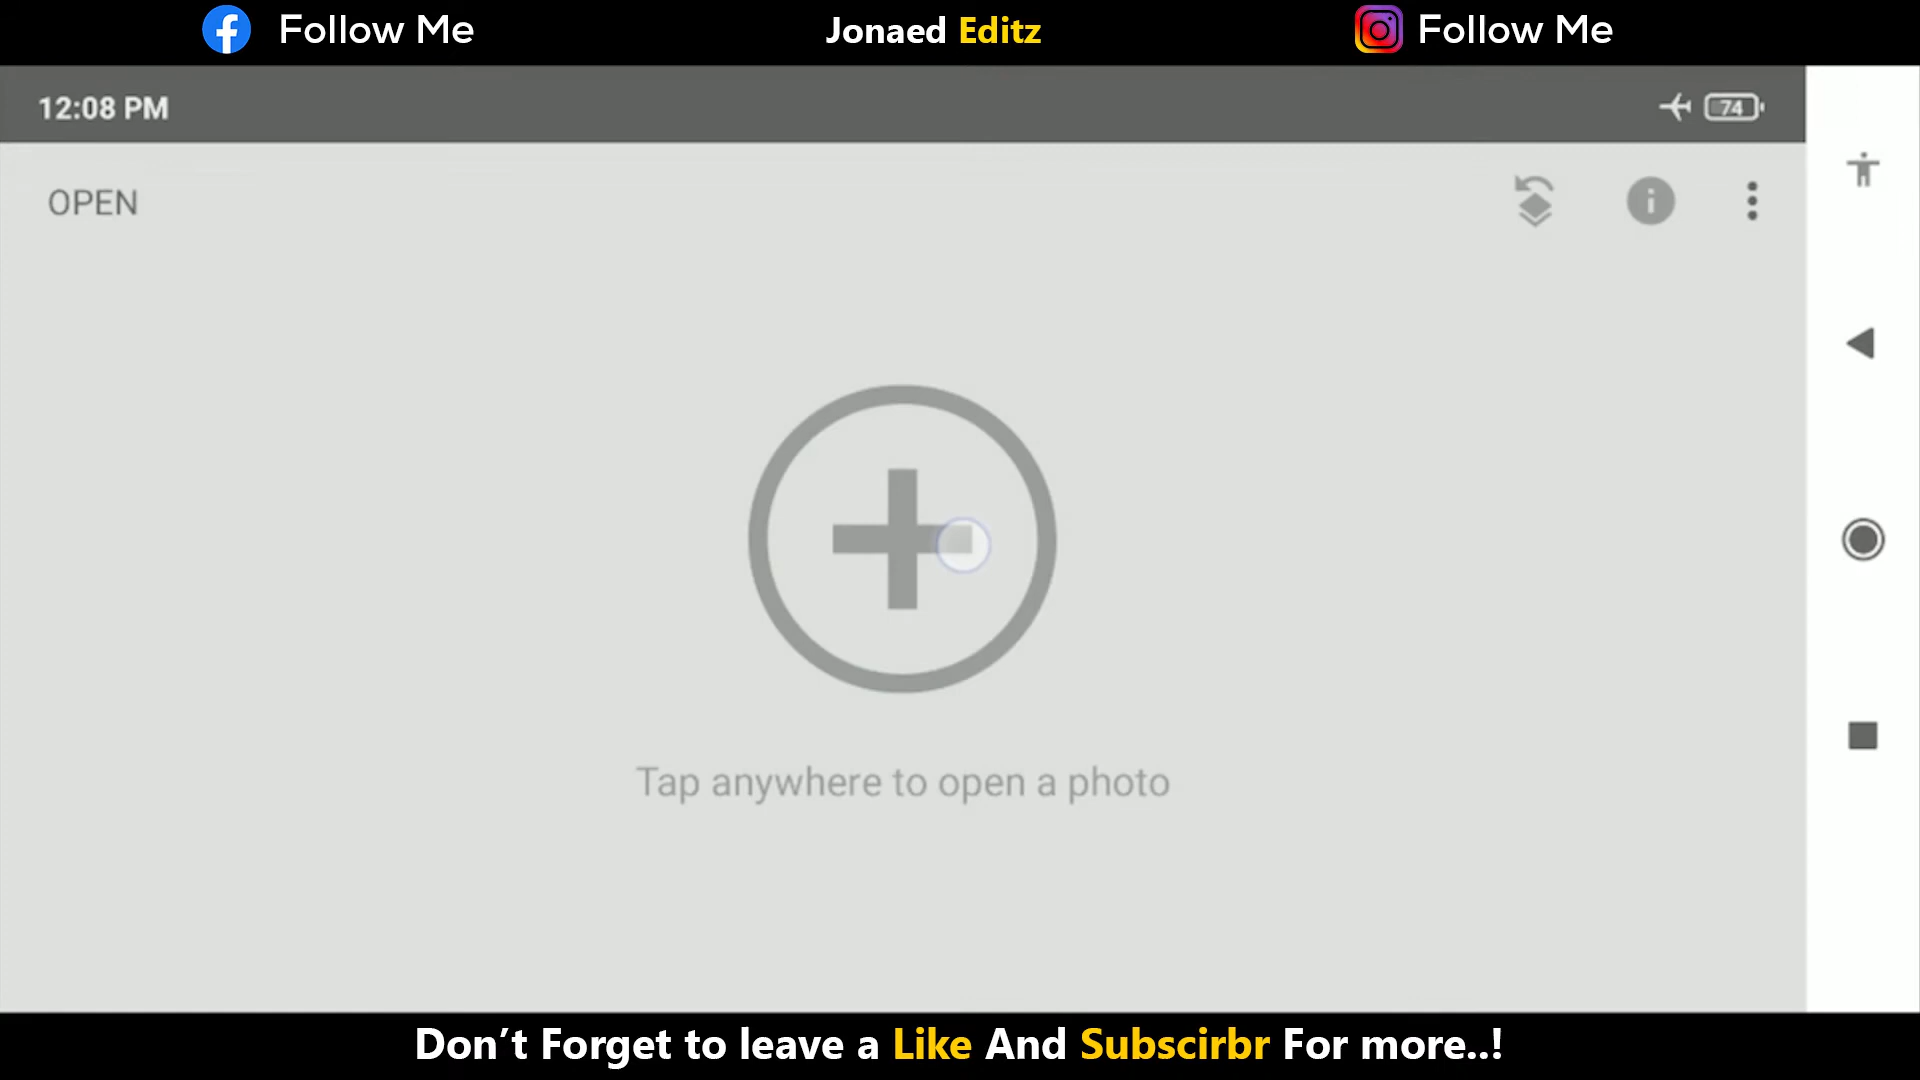 Follow Me
Jonaed Editz
Follow Me
12:08 PM
74
OPEN
Tap anywhere to open a photo
Don’t Forget to leave a Like And Subscirbr For more..!